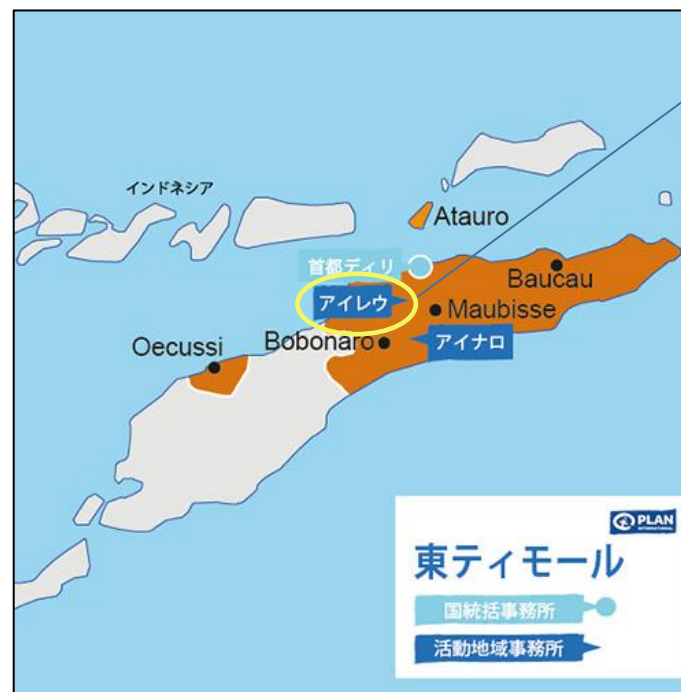 インドネシア
Atauro
首都ディリ
Baucau
アイレウ
Maubisse
Oecussi
Bobonaro
アイナロ
PLAN
INTERNATIONAL
東ティモール
国統括事務所
活動地域事務所